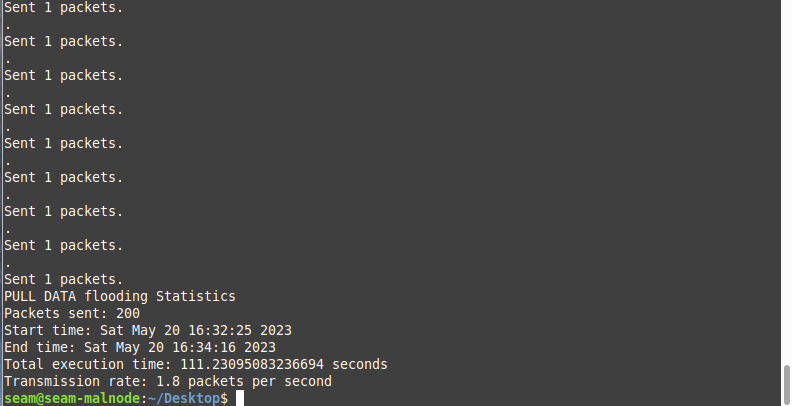 Sent 1 packets.
.
Sent 1 packets.
.
Sent 1 packets.
.
Sent 1 packets.
.
Sent 1 packets.
.
Sent 1 packets.
.
Sent 1 packets.
.
Sent 1 packets.
.
Sent 1 packets.
PULL DATA flooding Statistics
Packets sent: 200
Start time: Sat May 20 16:32:25 2023
End time: Sat May 20 16:34:16 2023
Total execution time: 111.23095083236694 seconds
Transmission rate: 1.8 packets per second
seam@seam-malnode:~/Desktop$